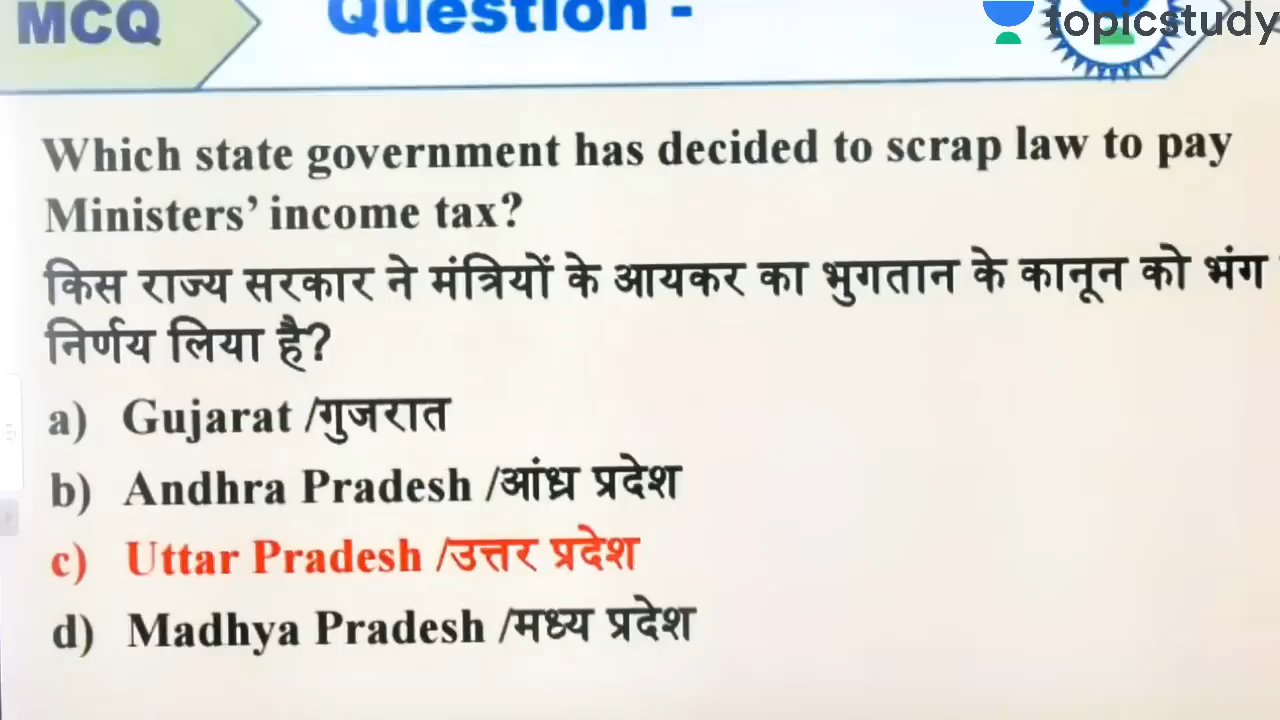 MCQ Question -
topicstudy
Which state government has decided to scrap law to pay
Ministers' income tax?
किस राज्य सरकार ने मंत्रियों के आयकर का भुगतान के कानून को भंग
निर्णय लिया है?
a) Gujarat /गुजरात
b) Andhra Pradesh /आंध्र प्रदेश
c) Uttar Pradesh /उत्तर प्रदेश
d) Madhya Pradesh /मध्य प्रदेश